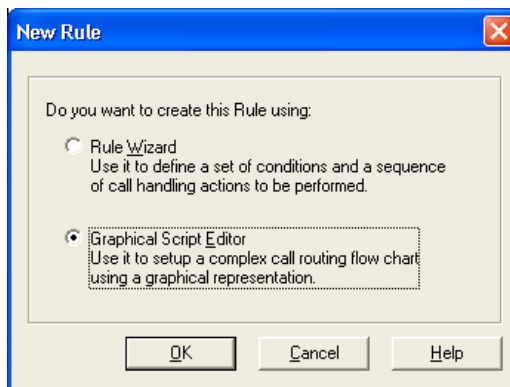 New Rule
Do you want to create this Rule using:
Rule Wizard
Use it to define a set of conditions and a sequence
of call handling actions to be performed.
Graphical Script Editor
Use it to setup a complex call routing flow chart
using a graphical representation.
OK
Cancel
Help